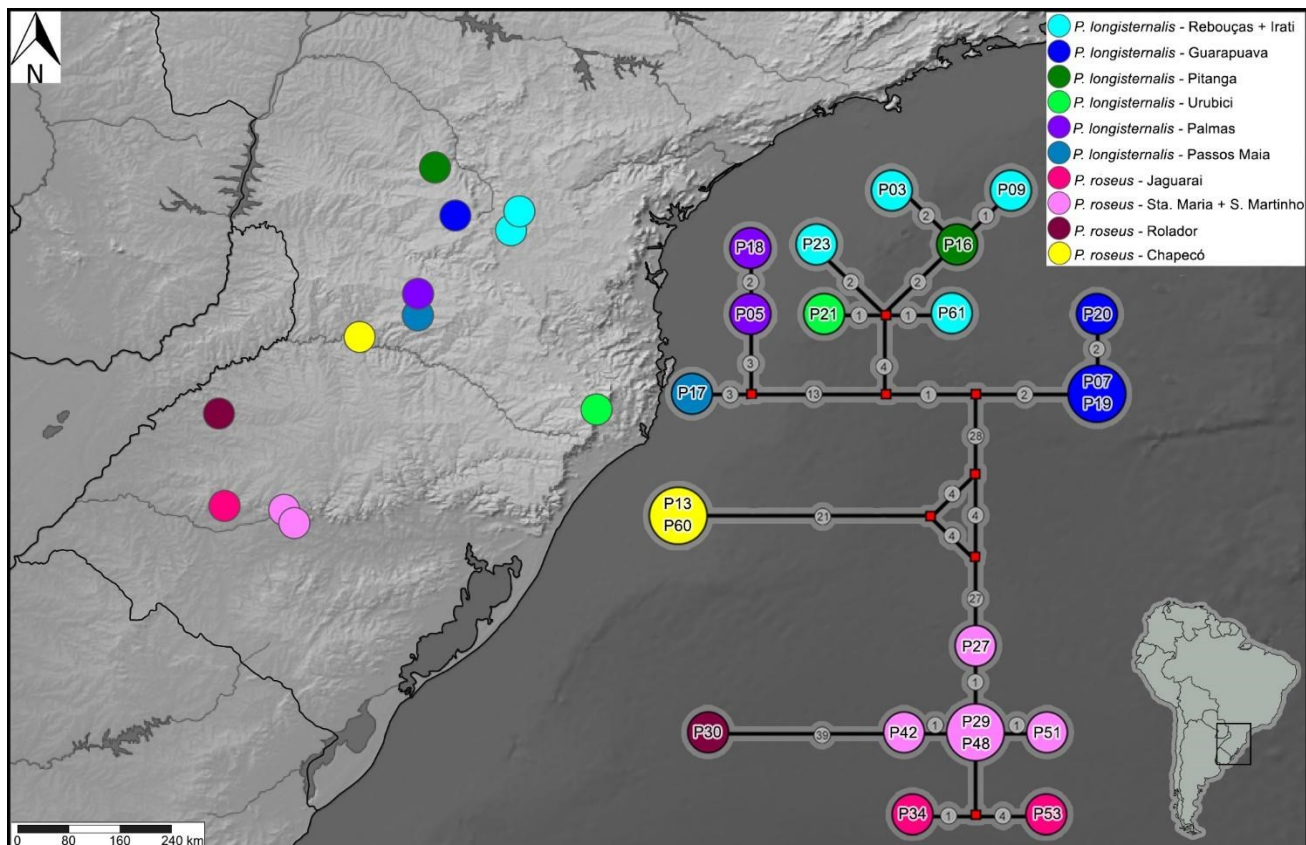 N
P. longisternalis - Rebouças + Irati
P. longisternalis - Guarapuava
P. longisternalis - Pitanga
P. longisternalis - Urubici
P. longisternalis - Palmas
P. longisternalis - Passos Maia
P. roseus - Jaguarai
P. roseus - Sta. Maria + S. Martinho
P. roseus - Rolador
P. roseus - Chapecó
P03
P09
2
1
P18
P23
P16
2
2
2
P05
P21
1
1
P61
P20
3
4
2
P17
3
13
1
2
P07
P19
28
4
4
P13
P60
21
4
27
P27
1
P30
39
P42
1
P29
P48
1
P51
P34
1
4
P53
0 80 160 240 km